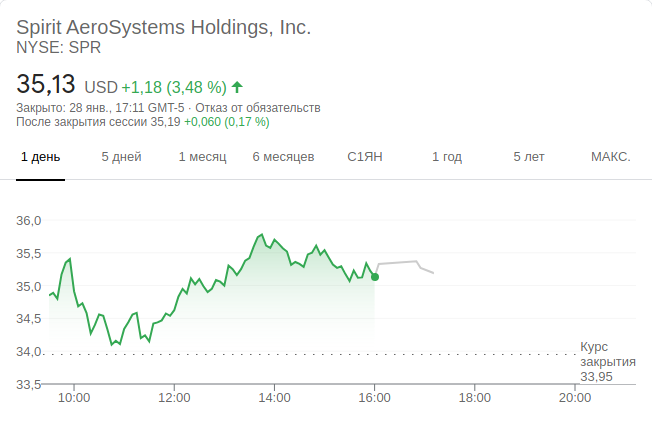 Spirit AeroSystems Holdings, Inc.
NYSE: SPR
35,13 USD +1,18 (3,48 %)
Закрыто: 28 янв., 17:11 GMT-5 · Отказ от обязательств
После закрытия сессии 35,19 +0,060 (0,17 %)
1 день 5 дней 1 месяц 6 месяцев С1ЯН 1 год 5 лет МАКС.
36,0
35,5
35,0
34,5
34,0
33,5
Курс
закрытия
33,95
10:00 12:00 14:00 16:00 18:00 20:00